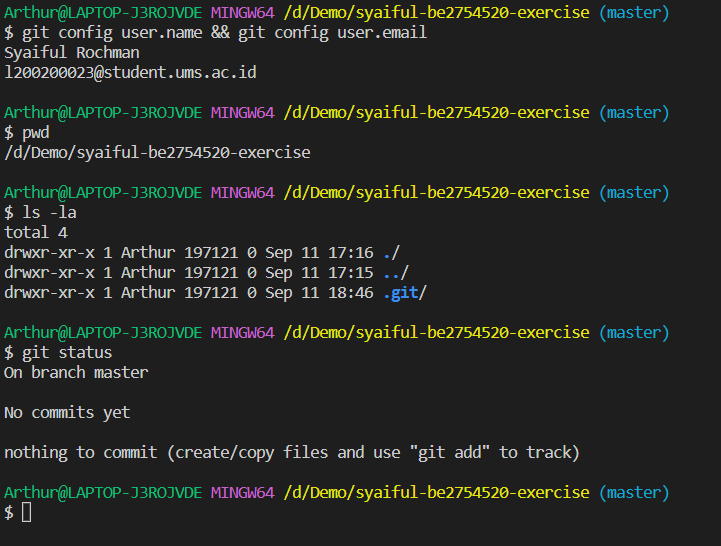 Arthur@LAPTOP-J3ROJVDE MINGW64 /d/Demo/syaiful-be2754520-exercise (master)
$ git config user.name && git config user.email
Syaiful Rochman
l200200023@student.ums.ac.id
Arthur@LAPTOP-J3ROJVDE MINGW64 /d/Demo/syaiful-be2754520-exercise (master)
$ pwd
/d/Demo/syaiful-be2754520-exercise
Arthur@LAPTOP-J3ROJVDE MINGW64 /d/Demo/syaiful-be2754520-exercise (master)
$ ls -la
total 4
drwxr-xr-x 1 Arthur 197121 0 Sep 11 17:16 ./
drwxr-xr-x 1 Arthur 197121 0 Sep 11 17:15 ../
drwxr-xr-x 1 Arthur 197121 0 Sep 11 18:46 .git/
Arthur@LAPTOP-J3ROJVDE MINGW64 /d/Demo/syaiful-be2754520-exercise (master)
$ git status
On branch master
No commits yet
nothing to commit (create/copy files and use "git add" to track)
Arthur@LAPTOP-J3ROJVDE MINGW64 /d/Demo/syaiful-be2754520-exercise (master)
$